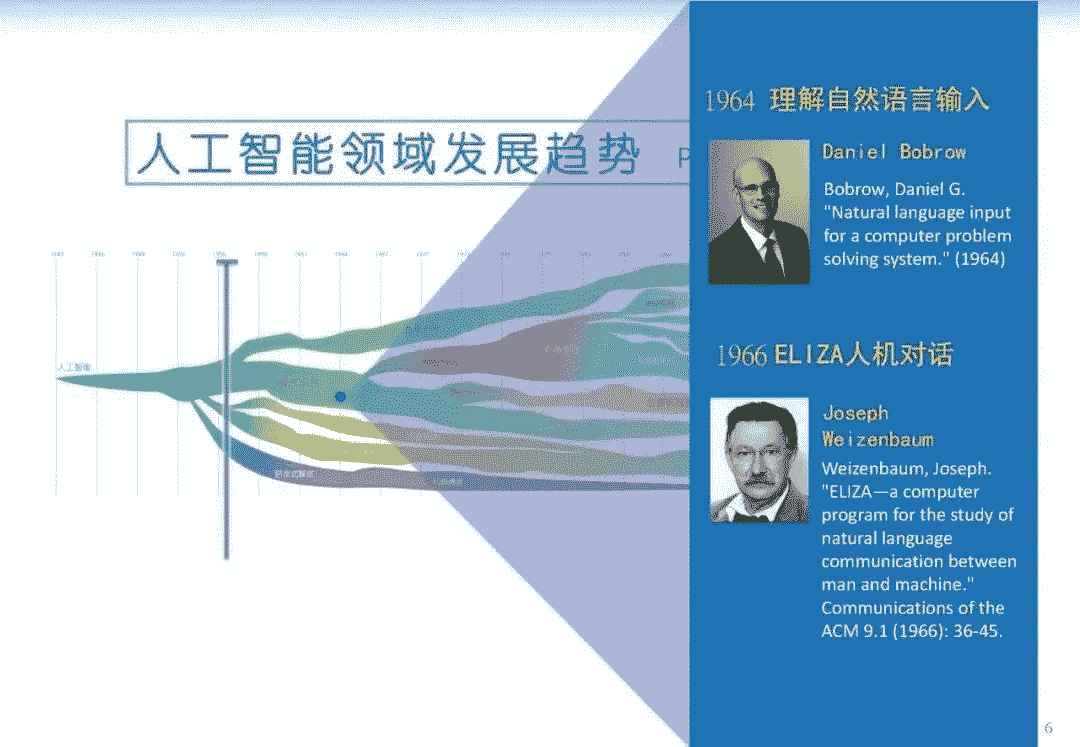 人工智能领域发展趋势 P
人工智能
1964 理解自然语言输入
Daniel Bobrow
Bobrow, Daniel G.
"Natural language input
for a computer problem
solving system." (1964)
1966 ELIZA人机对话
Joseph
Weizenbaum
Weizenbaum, Joseph.
"ELIZA—a computer
program for the study of
natural language
communication between
man and machine."
Communications of the
ACM 9.1 (1966): 36-45.
6